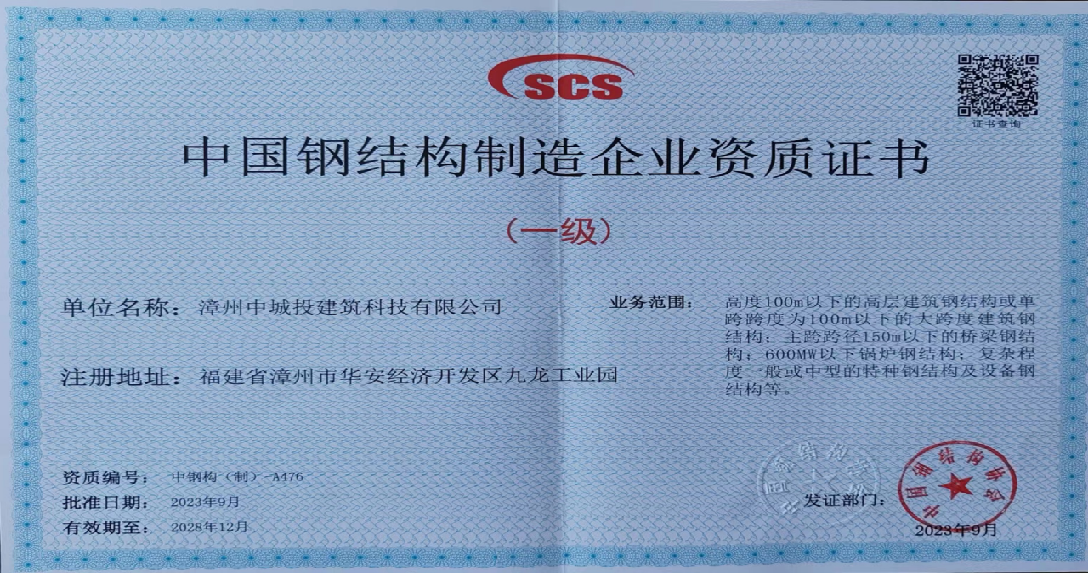 SCS
证书查询
中国钢结构制造企业资质证书
(一级)
单位名称：漳州中城投建筑科技有限公司
注册地址：福建省漳州市华安经济开发区九龙工业园
业务范围：高度100m以下的高层建筑钢结构或单
跨跨度为100m以下的大跨度建筑钢
结构；主跨跨径150m以下的桥梁钢结
构；600MW以下锅炉钢结构；复杂程
度一般或中型的特种钢结构及设备钢
结构等。
资质编号：中钢构（制）-A476
批准日期：2023年9月
有效期至：2028年12月
发证部门：
中国钢结构协会
2023年9月